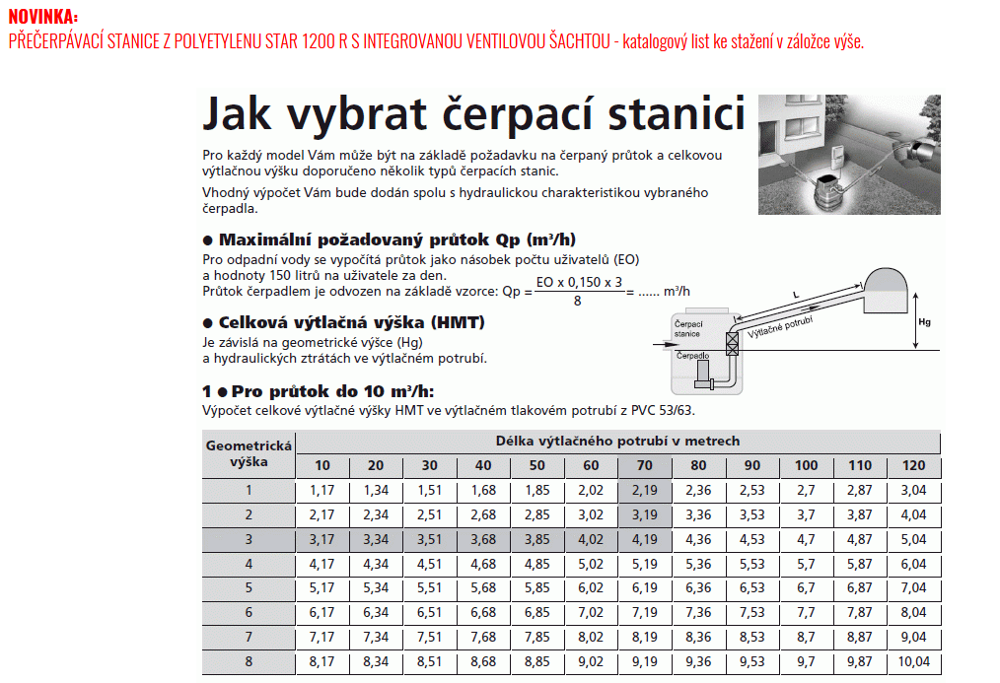 NOVINKA:
PŘEČERPÁVACÍ STANICE Z POLYETYLENU STAR 1200 R S INTEGROVANOU VENTILOVOU ŠACHTOU - katalogový list ke stažení v záložce výše.
Jak vybrat čerpací stanici
Pro každý model Vám může být na základě požadavku na čerpaný průtok a celkovou
výtlačnou výšku doporučeno několik typů čerpacích stanic.
Vhodný výpočet Vám bude dodán spolu s hydraulickou charakteristikou vybraného
čerpadla.
● Maximální požadovaný průtok Qp (m³/h)
Pro odpadní vody se vypočítá průtok jako násobek počtu uživatelů (EO)
a hodnoty 150 litrů na uživatele za den.
Průtok čerpadlem je odvozen na základě vzorce: Qp = EO x 0,150 x 3 / 8 = ...... m³/h
● Celková výtlačná výška (HMT)
Je závislá na geometrické výšce (Hg)
a hydraulických ztrátách ve výtlačném potrubí.
L
Výtlačné potrubí
Hg
Čerpací
stanice
Čerpadlo
1 ● Pro průtok do 10 m³/h:
Výpočet celkové výtlačné výšky HMT ve výtlačném tlakovém potrubí z PVC 53/63.
Geometrická
výška
Délka výtlačného potrubí v metrech
10 20 30 40 50 60 70 80 90 100 110 120
1 1,17 1,34 1,51 1,68 1,85 2,02 2,19 2,36 2,53 2,7 2,87 3,04
2 2,17 2,34 2,51 2,68 2,85 3,02 3,19 3,36 3,53 3,7 3,87 4,04
3 3,17 3,34 3,51 3,68 3,85 4,02 4,19 4,36 4,53 4,7 4,87 5,04
4 4,17 4,34 4,51 4,68 4,85 5,02 5,19 5,36 5,53 5,7 5,87 6,04
5 5,17 5,34 5,51 5,68 5,85 6,02 6,19 6,36 6,53 6,7 6,87 7,04
6 6,17 6,34 6,51 6,68 6,85 7,02 7,19 7,36 7,53 7,7 7,87 8,04
7 7,17 7,34 7,51 7,68 7,85 8,02 8,19 8,36 8,53 8,7 8,87 9,04
8 8,17 8,34 8,51 8,68 8,85 9,02 9,19 9,36 9,53 9,7 9,87 10,04